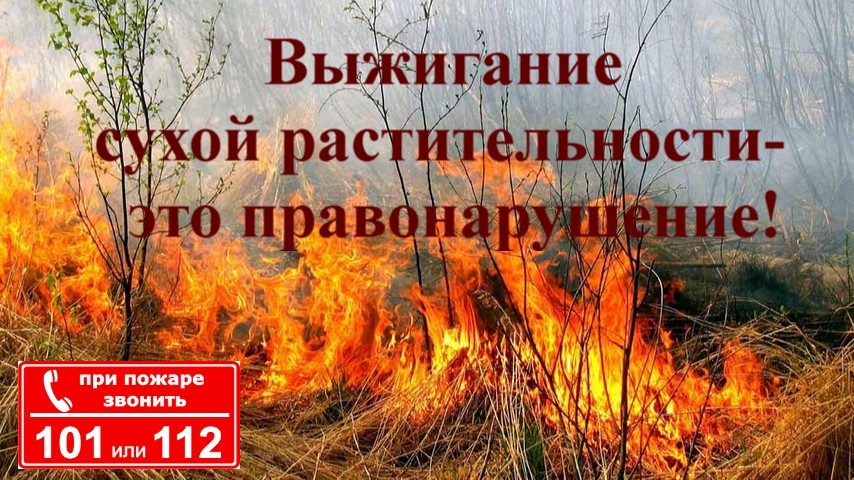 Выжигание
сухой растительности-
это правонарушение!
при пожаре
звонить
101 или 112